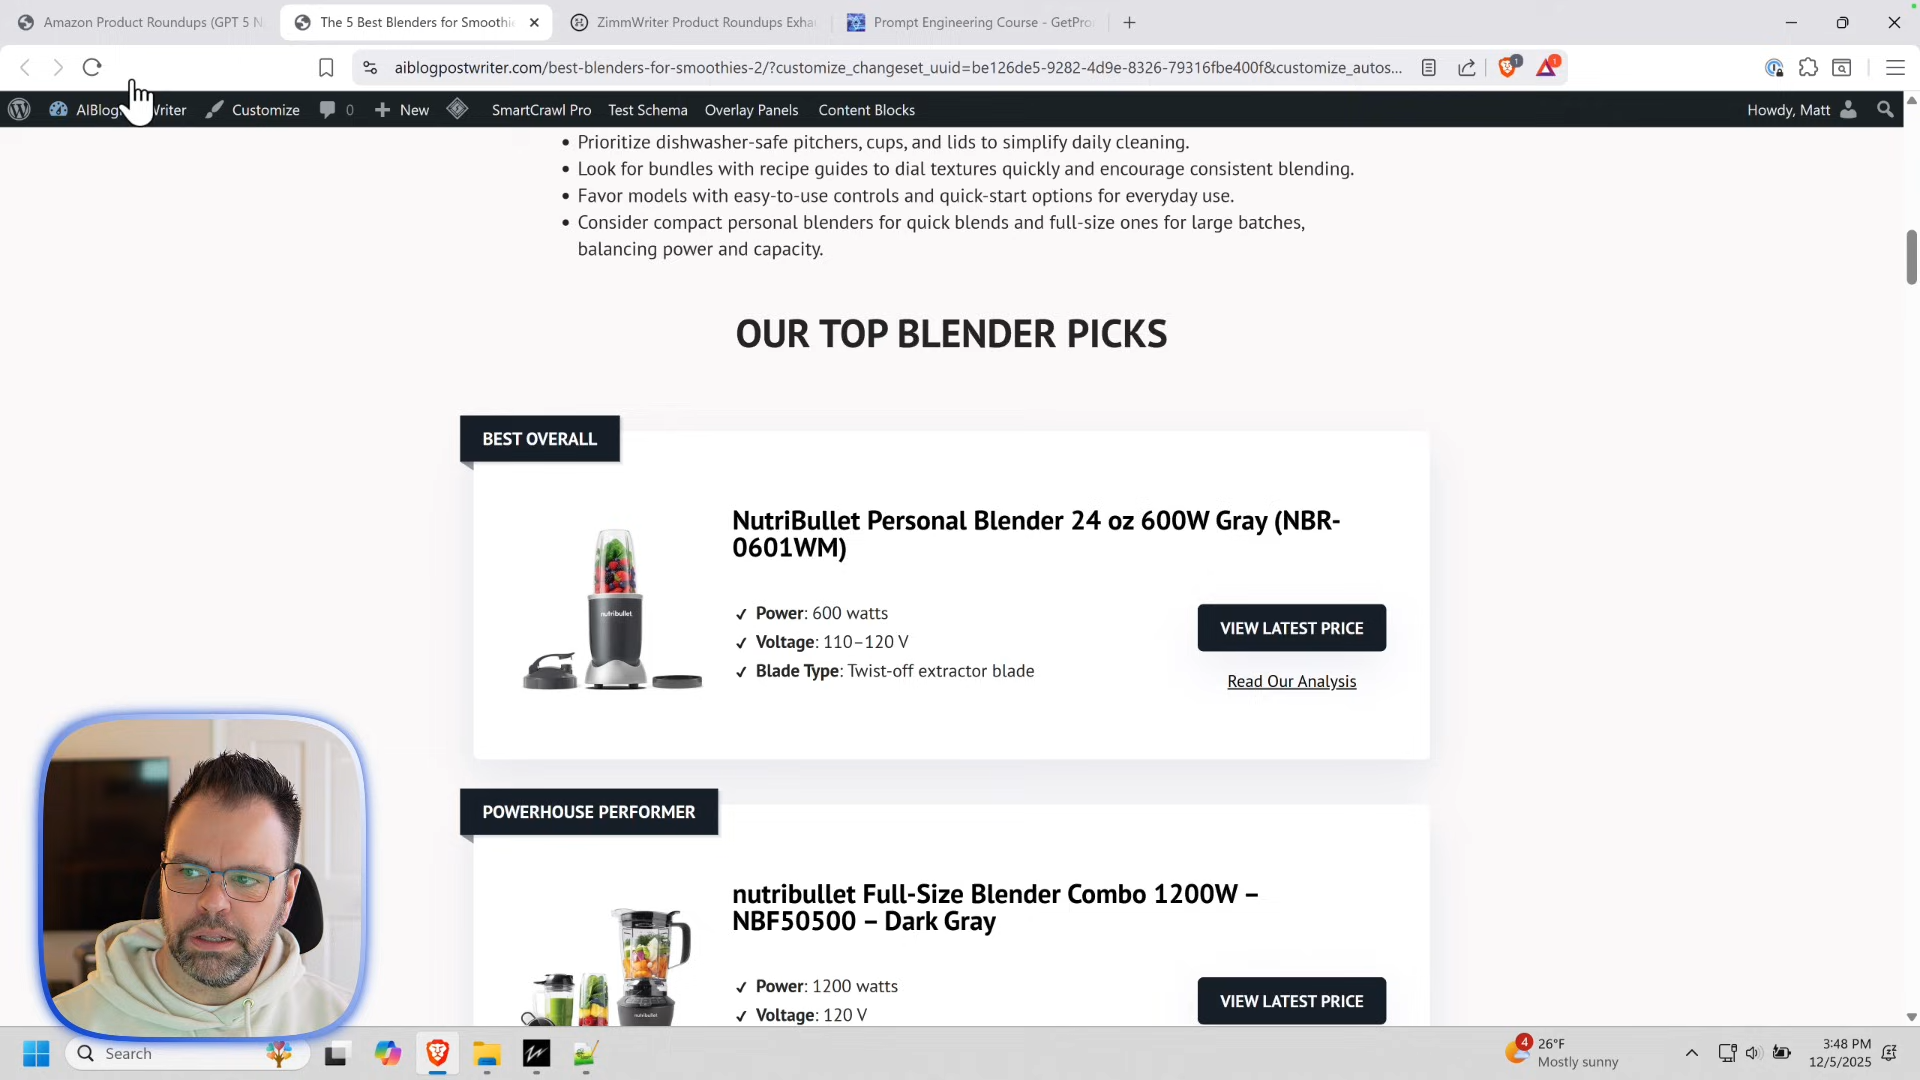 Amazon Product Roundups (GPT 5 N
The 5 Best Blenders for Smoothi
ZimmWriter Product Roundups Exha
Prompt Engineering Course - GetPro
aiblogpostwriter.com/best-blenders-for-smoothies-2/?customize_changeset_uuid=be126de5-9282-4d9e-8326-79316fbe400f&customize_autos...
1
1
AIBlog Writer
Customize
0
New
SmartCrawl Pro
Test Schema
Overlay Panels
Content Blocks
Howdy, Matt
• Prioritize dishwasher-safe pitchers, cups, and lids to simplify daily cleaning.
• Look for bundles with recipe guides to dial textures quickly and encourage consistent blending.
• Favor models with easy-to-use controls and quick-start options for everyday use.
• Consider compact personal blenders for quick blends and full-size ones for large batches,
balancing power and capacity.
OUR TOP BLENDER PICKS
BEST OVERALL
NutriBullet Personal Blender 24 oz 600W Gray (NBR-
0601WM)
nutribullet
✓ Power: 600 watts
✓ Voltage: 110–120 V
✓ Blade Type: Twist-off extractor blade
VIEW LATEST PRICE
Read Our Analysis
POWERHOUSE PERFORMER
nutribullet Full-Size Blender Combo 1200W –
NBF50500 – Dark Gray
nutribullet
✓ Power: 1200 watts
✓ Voltage: 120 V
VIEW LATEST PRICE
Search
4
26°F
Mostly sunny
3:48 PM
12/5/2025